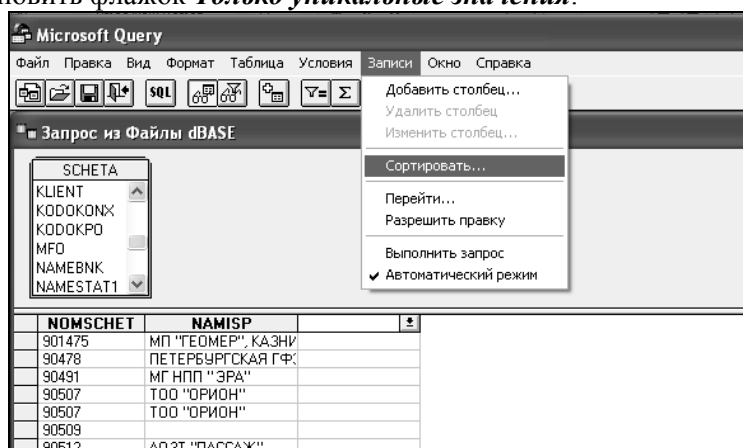 новить флажок Только уникальные значения.
Microsoft Query
Файл Правка Вид Формат Таблица Условия Записи Окно Справка
SQL
Добавить столбец...
Удалить столбец
Изменить столбец...
Сортировать...
Перейти...
Разрешить правку
Выполнить запрос
Автоматический режим
Запрос из Файлы dBASE
SCHETA
KLIENT
KODOKONX
KODOKPO
MFO
NAMEBNK
NAMESTAT1
NOMSCHET NAMISP
901475 МП "ГЕОМЕР", КАЗНИ
90478 ПЕТЕРБУРГСКАЯ ГФ
90491 МГ НПП "ЭРА"
90507 ТОО "ОРИОН"
90507 ТОО "ОРИОН"
90509
90512 АОЗТ "ПАССАЖ"